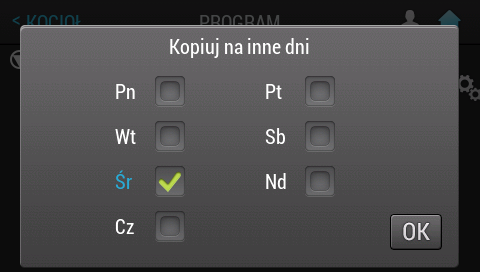 < KOCIOŁ PROGRAM
Kopiuj na inne dni
Pn Pt
Wt Sb
Śr Nd
Cz
OK